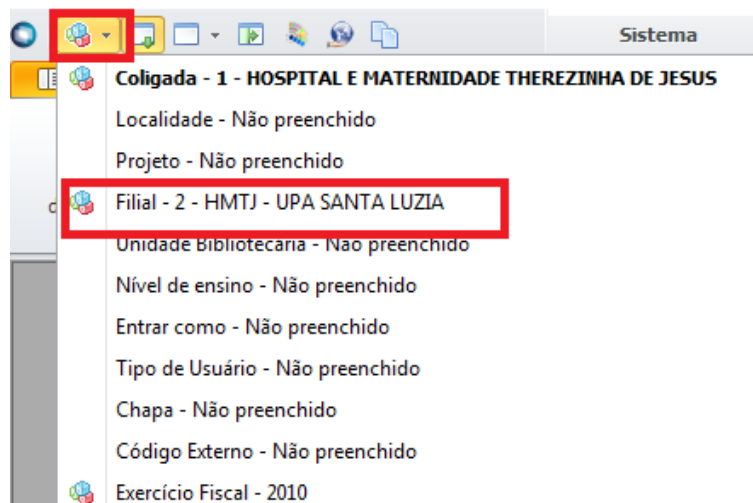 Sistema
Coligada - 1 - HOSPITAL E MATERNIDADE THEREZINHA DE JESUS
Localidade - Não preenchido
Projeto - Não preenchido
Filial - 2 - HMTJ - UPA SANTA LUZIA
Unidade Bibliotecária - Não preenchido
Nível de ensino - Não preenchido
Entrar como - Não preenchido
Tipo de Usuário - Não preenchido
Chapa - Não preenchido
Código Externo - Não preenchido
Exercício Fiscal - 2010